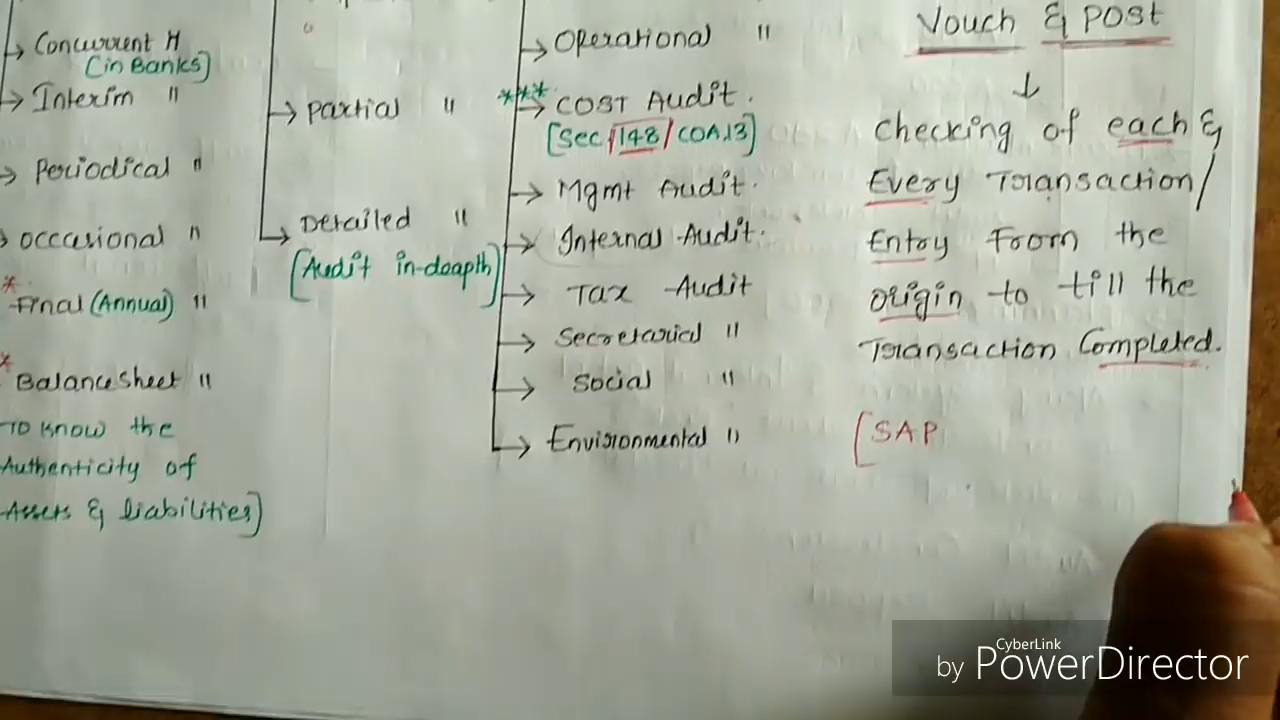 → Concurrent "
(in Banks]
→ Interim "
→ Periodical "
→ occasional "
* Final (Annual) "
* Balance Sheet "
To Know the
Authenticity of
Assets & liabilities]
→ Partial "
→ Detailed "
[Audit in-deapth]
→ Operational "
*** → COST Audit.
[Sec/148/COA.13]
→ Mgmt Audit.
→ Internal Audit.
→ Tax Audit
→ Secretarial "
→ Social "
→ Environmental "
Vouch & POST
↓
checking of each &
Every Transaction/
Entry From the
origin to till the
Transaction Completed.
[SAP
CyberLink
by PowerDirector